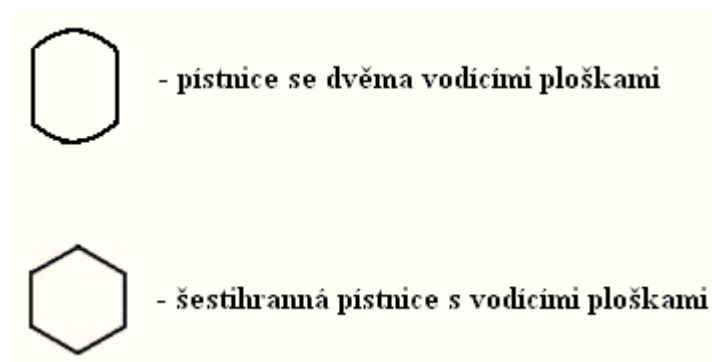 - pístnice se dvěma vodícími ploškami
- šestihranná pístnice s vodícími ploškami